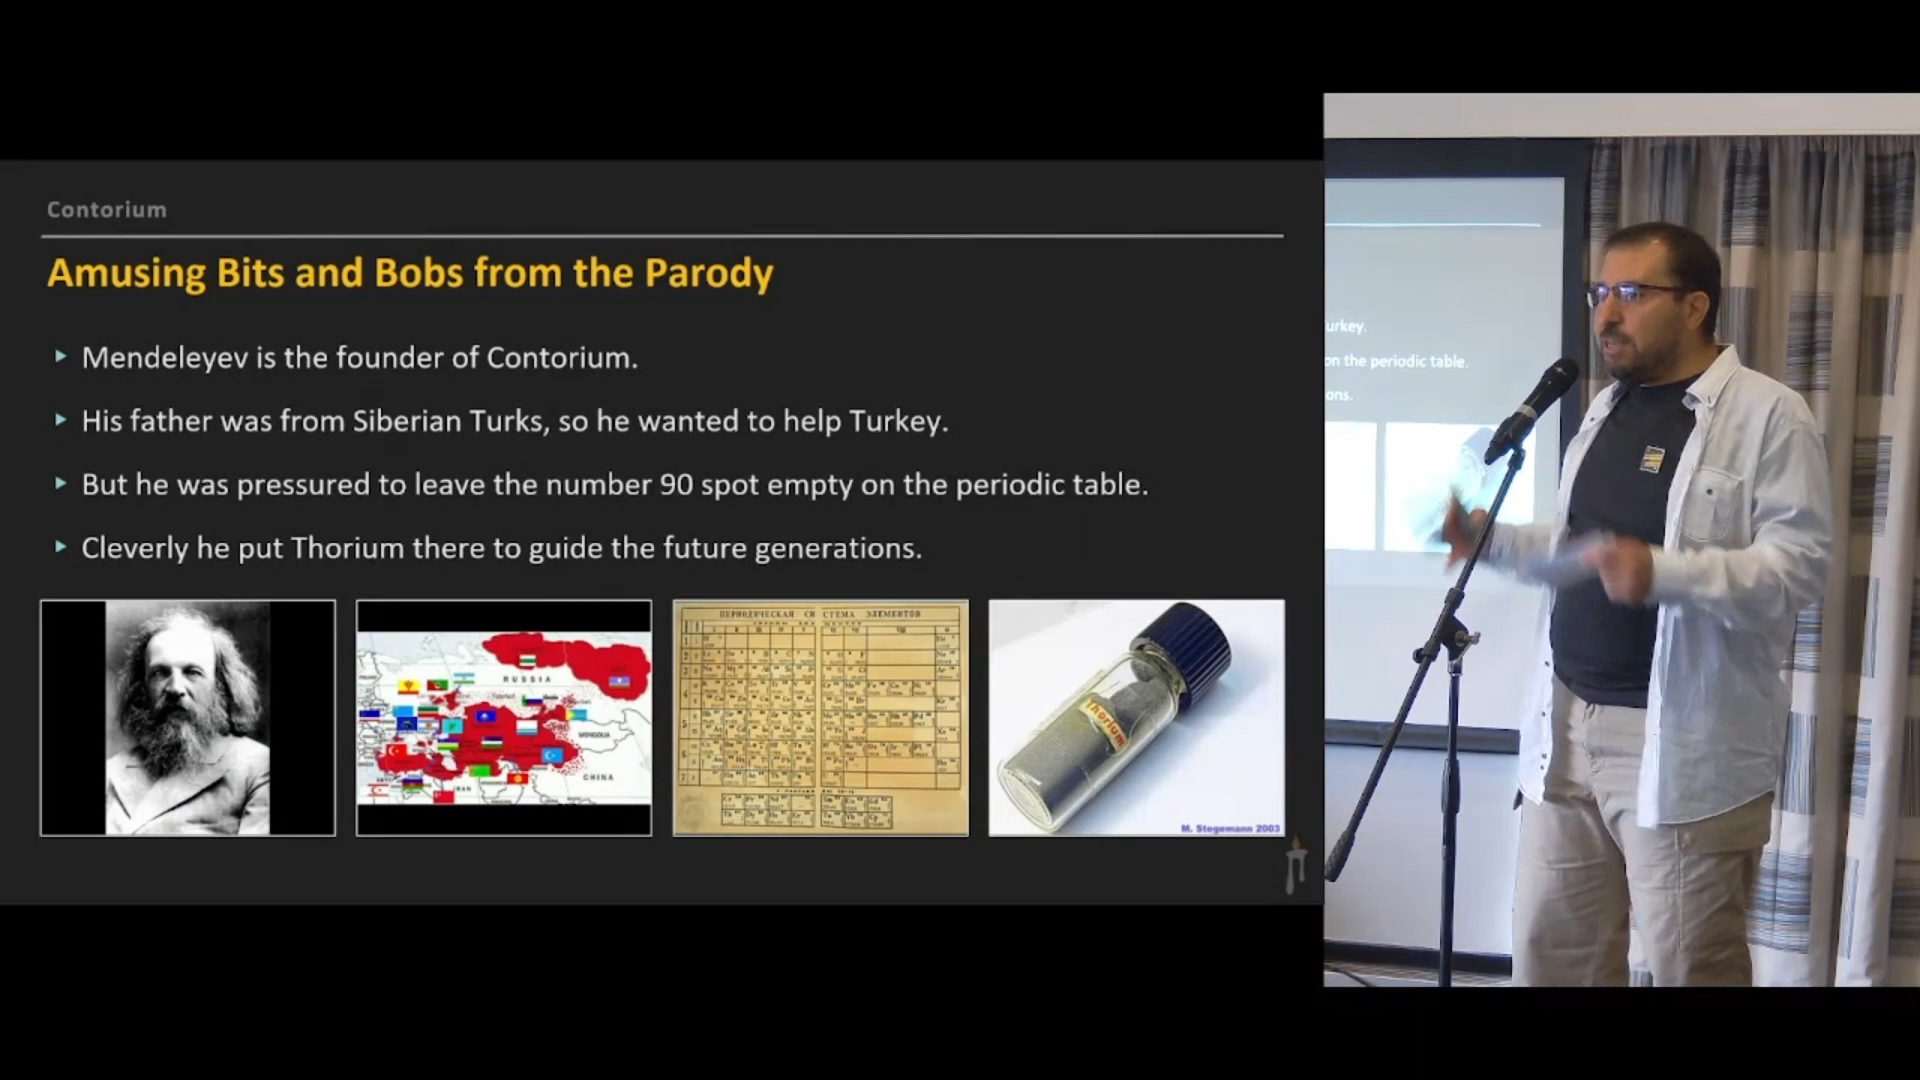 Contorium
Amusing Bits and Bobs from the Parody
Mendeleyev is the founder of Contorium.
His father was from Siberian Turks, so he wanted to help Turkey.
But he was pressured to leave the number 90 spot empty on the periodic table.
Cleverly he put Thorium there to guide the future generations.
RUSSIA
MONGOLIA
CHINA
IRAN
ПЕРИОДИЧЕСКАЯ СИСТЕМА ЭЛЕМЕНТОВ
Thorium
M. Stegemann 2003
urkey.
on the periodic table.
ons.